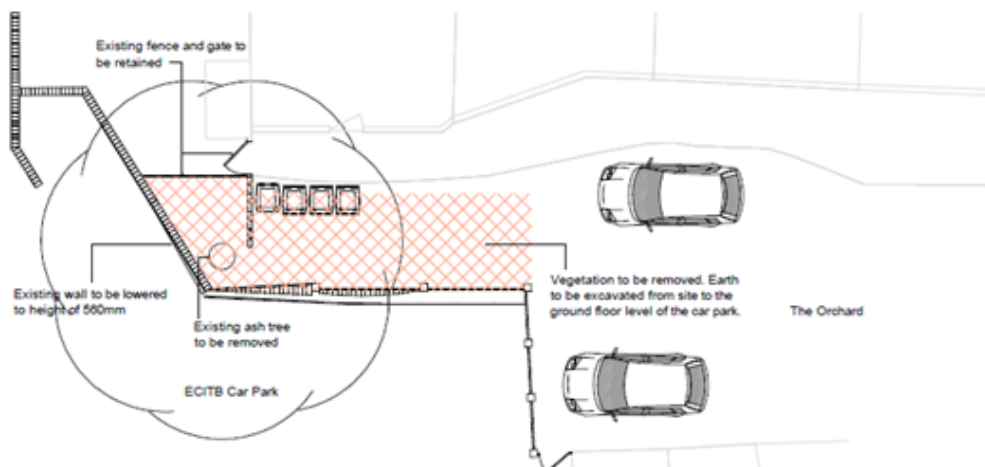 Existing fence and gate to
be retained
Existing wall to be lowered
to height of 560mm
Existing ash tree
to be removed
Vegetation to be removed. Earth
to be excavated from site to the
ground floor level of the car park.
The Orchard
ECITB Car Park